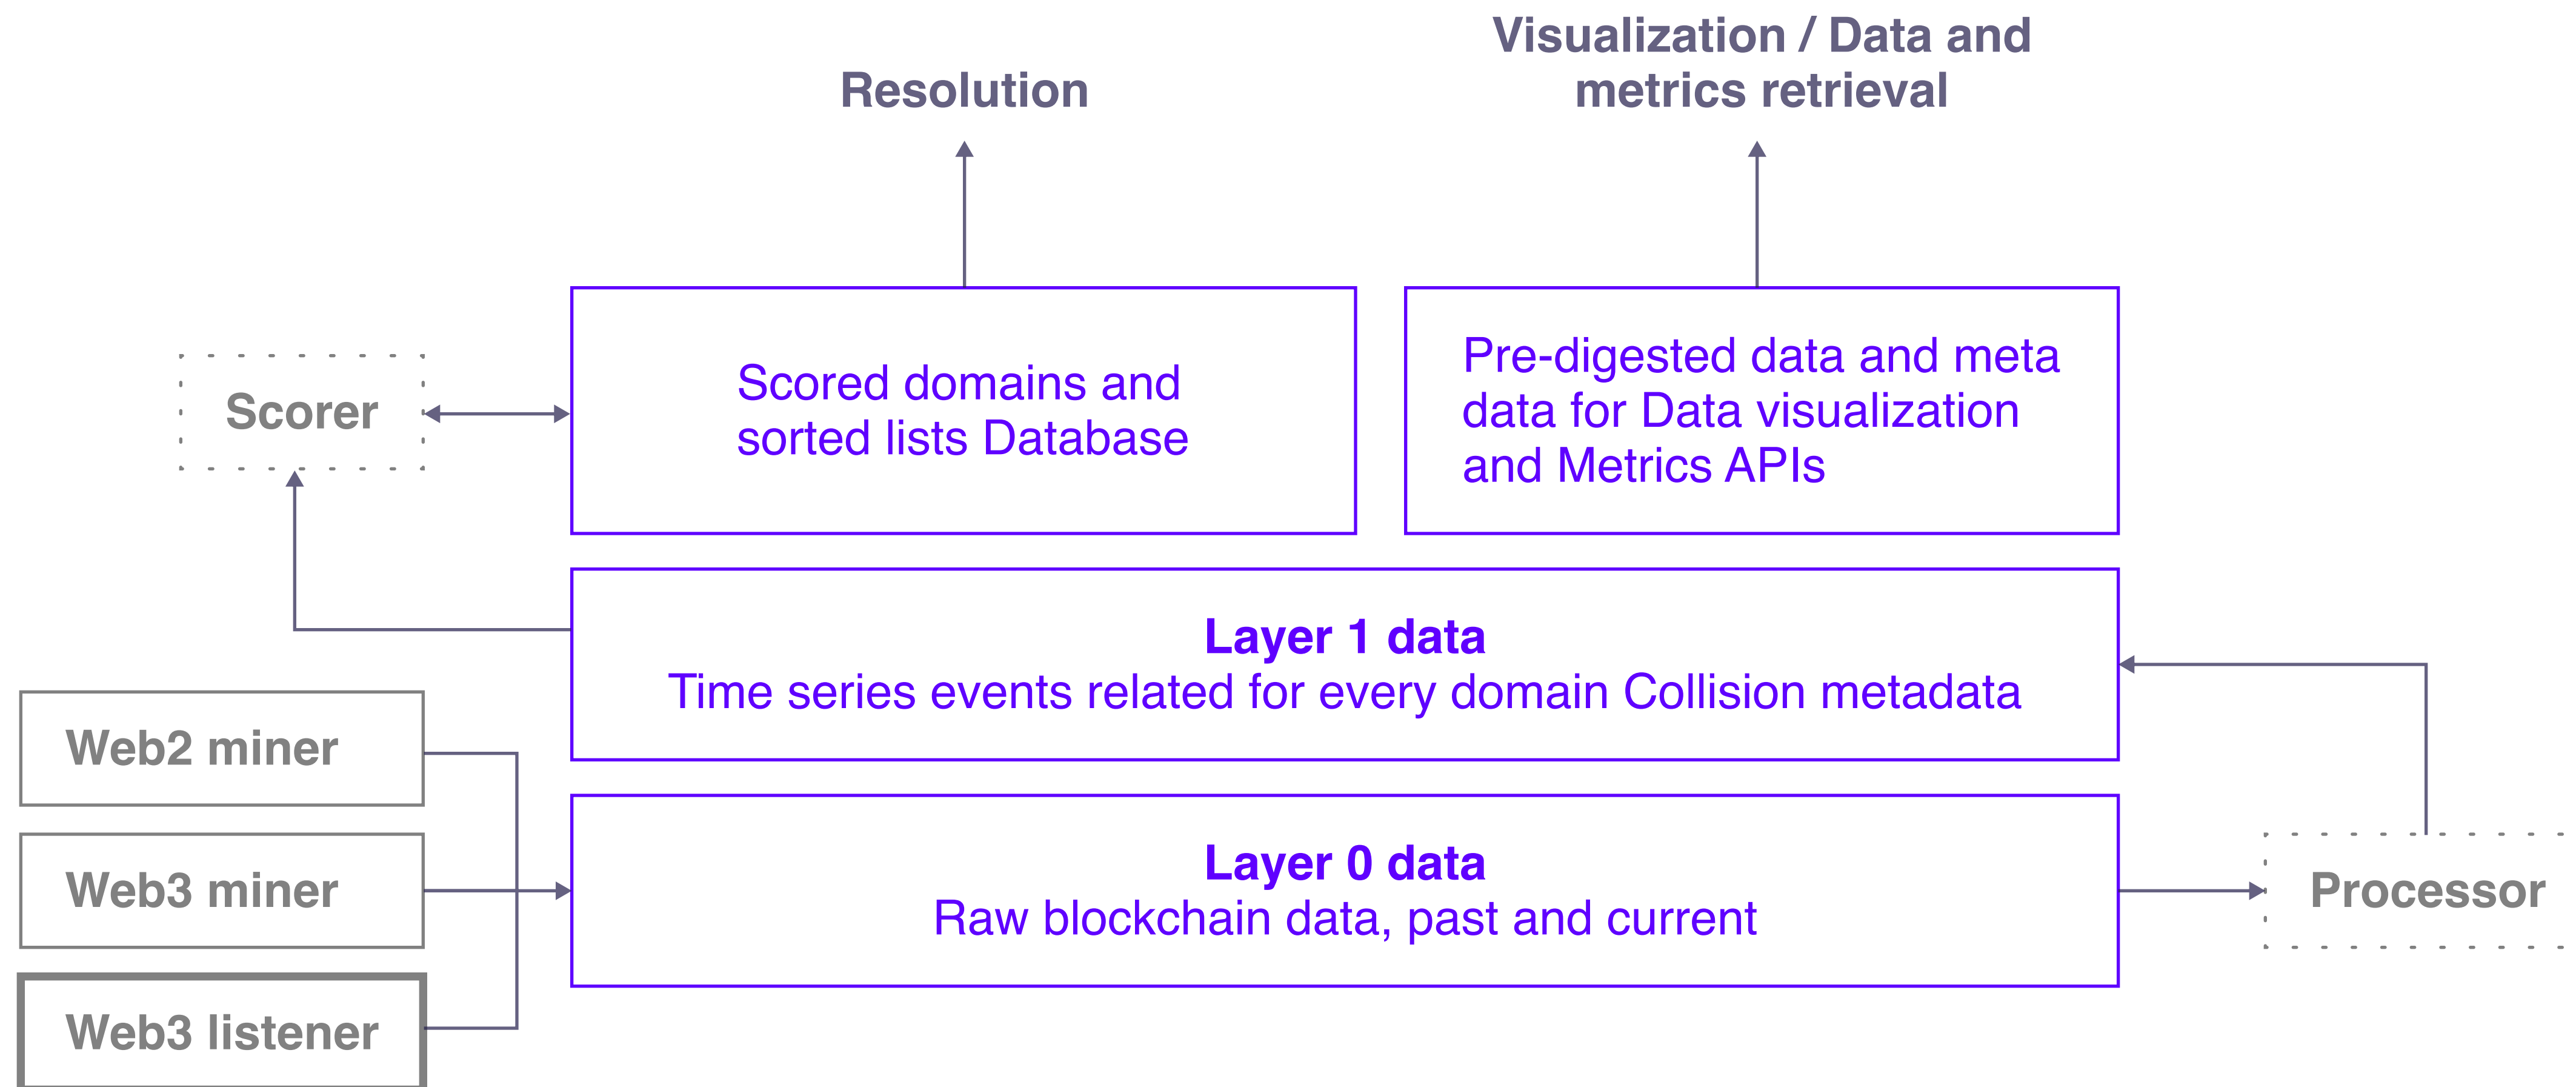 Visualization / Data and
metrics retrieval
Resolution
Scored domains and
sorted lists Database
Pre-digested data and meta
data for Data visualization
and Metrics APIs
Scorer
Layer 1 data
Time series events related for every domain Collision metadata
Web2 miner
Web3 miner
Web3 listener
Layer 0 data
Raw blockchain data, past and current
Processor